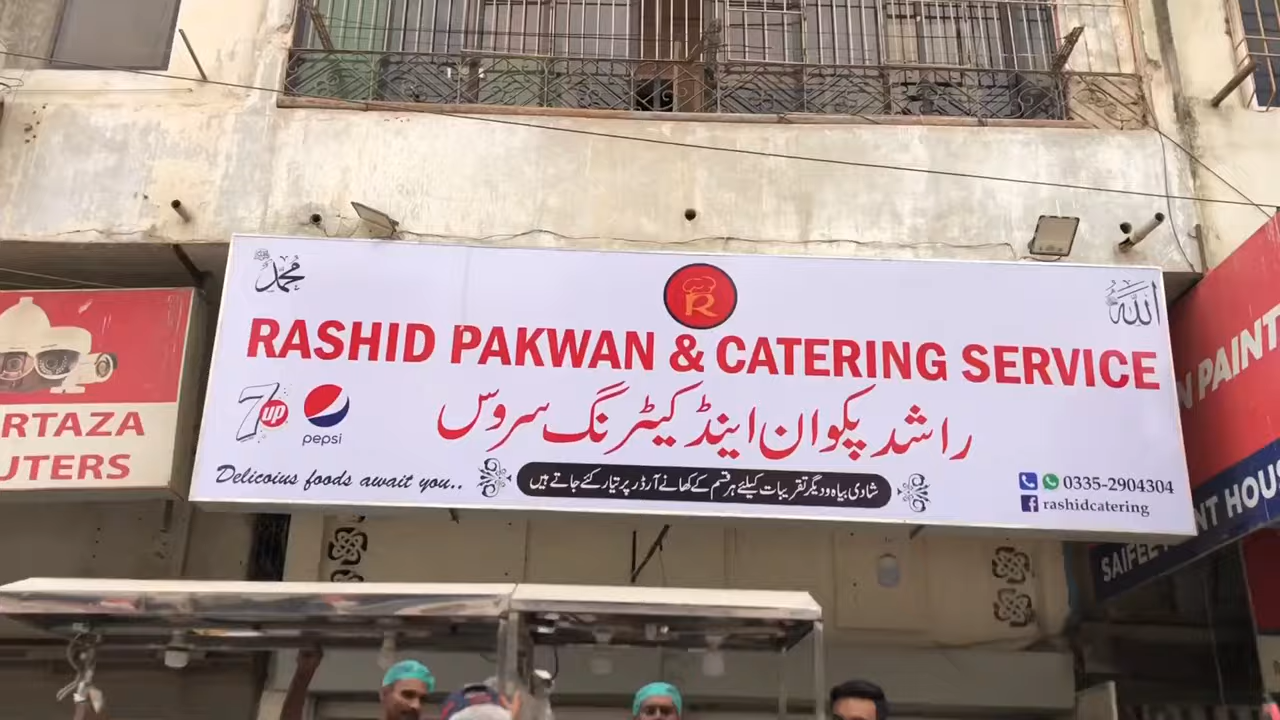 محمد
الله
R
RASHID PAKWAN & CATERING SERVICE
راشد پکوان اینڈ کیٹرنگ سروس
7up
pepsi
Delicoius foods await you..
شادی بیاہ و دیگر تقریبات کیلئے ہر قسم کے کھانے آرڈر پر تیار کئے جاتے ہیں
0335-2904304
rashidcatering
RTAZA
UTERS
N PAINT
SAIFEE
NT HOUS